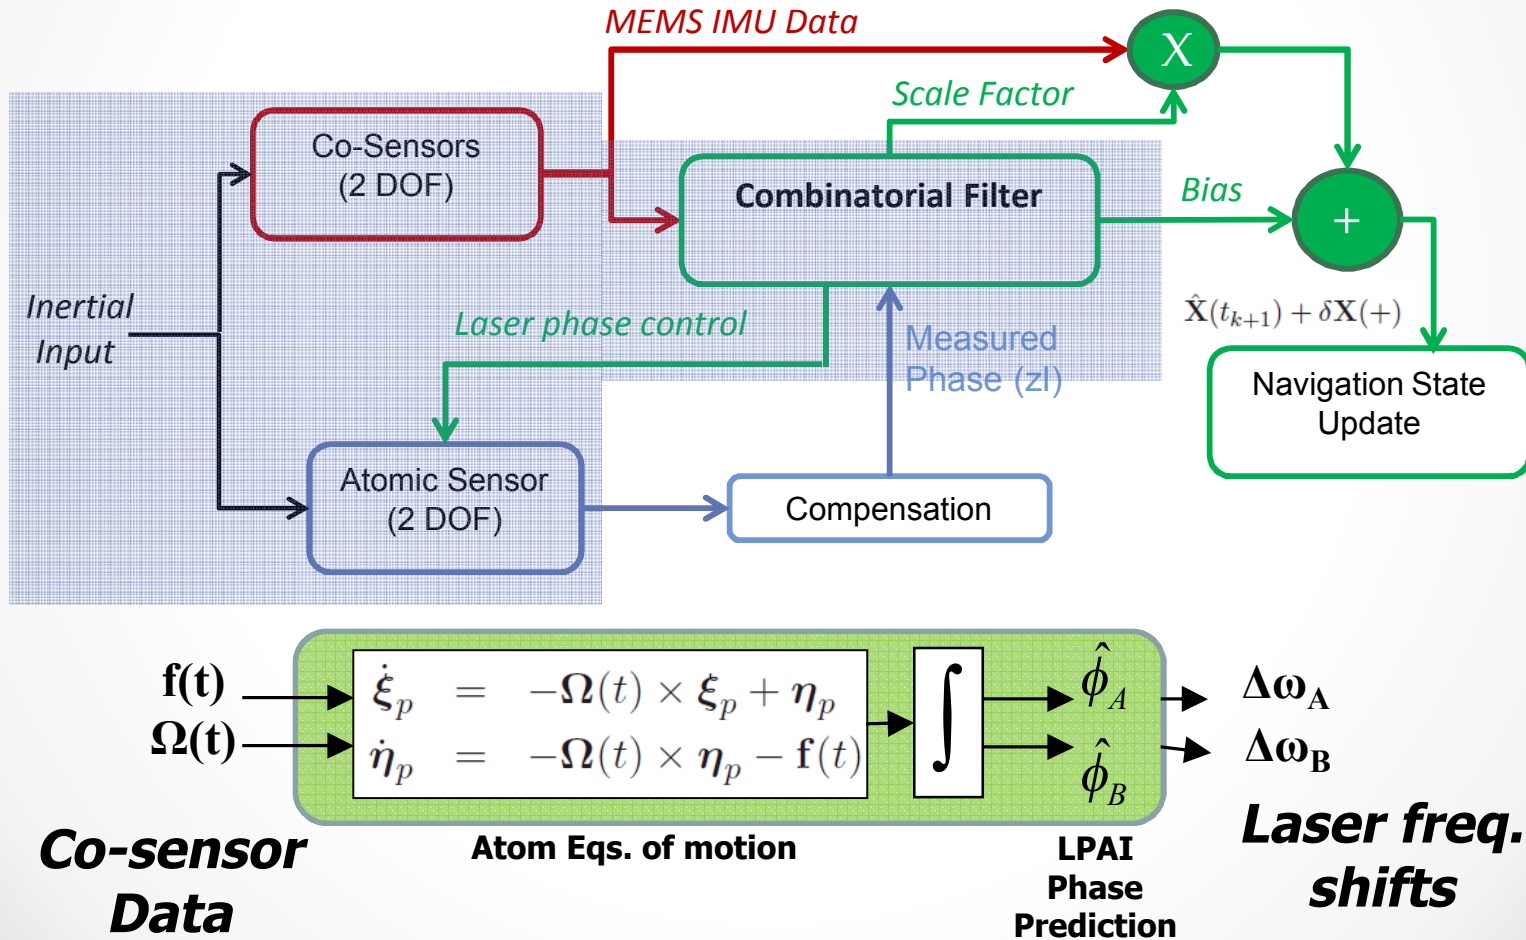 MEMS IMU Data
X
Scale Factor
Co-Sensors
(2 DOF)
Combinatorial Filter
Bias
+
Inertial
Input
Laser phase control
Measured
Phase (zl)
X̂(t_{k+1}) + δX(+)
Navigation State
Update
Atomic Sensor
(2 DOF)
Compensation
f(t)
Ω(t)
ξ̇_p = −Ω(t) × ξ_p + η_p
η̇_p = −Ω(t) × η_p − f(t)
∫
ϕ̂_A
ϕ̂_B
Δω_A
Δω_B
Co-sensor
Data
Atom Eqs. of motion
LPAI
Phase
Prediction
Laser freq.
shifts